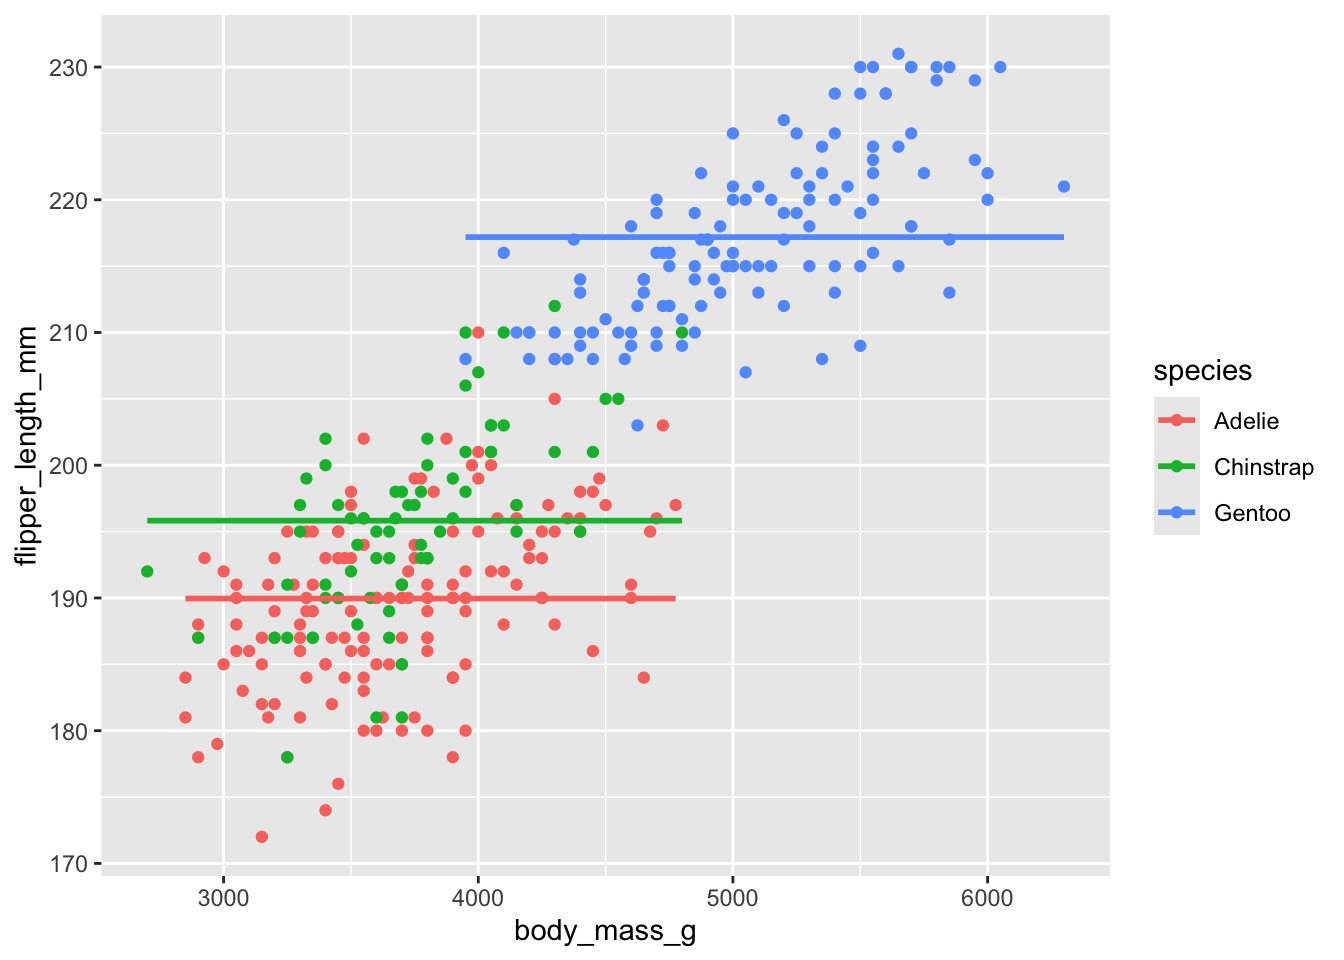 230
220
210
200
190
180
170
flipper_length_mm
3000
4000
5000
6000
body_mass_g
species
Adelie
Chinstrap
Gentoo